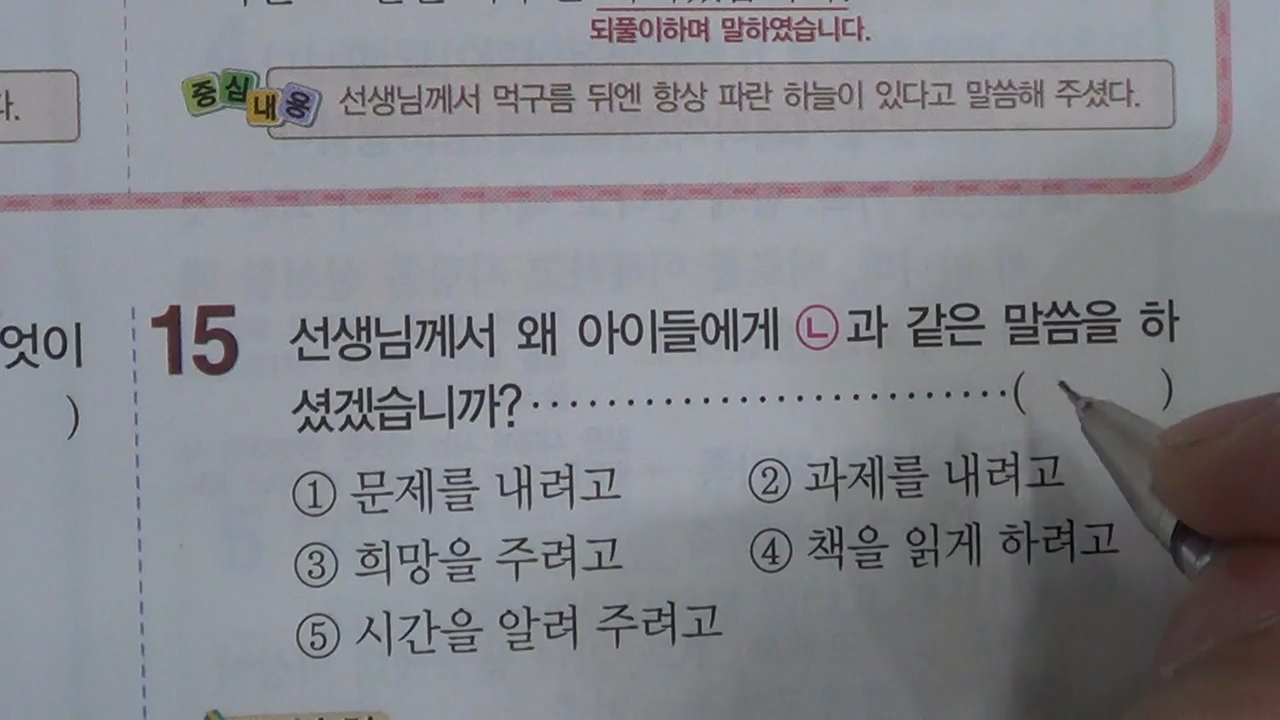 되풀이하며 말하였습니다.
다.
중심내용 선생님께서 먹구름 뒤엔 항상 파란 하늘이 있다고 말씀해 주셨다.
엇이
)
15 선생님께서 왜 아이들에게 ㉡과 같은 말씀을 하
셨겠습니까?····························( )
① 문제를 내려고 ② 과제를 내려고
③ 희망을 주려고 ④ 책을 읽게 하려고
⑤ 시간을 알려 주려고